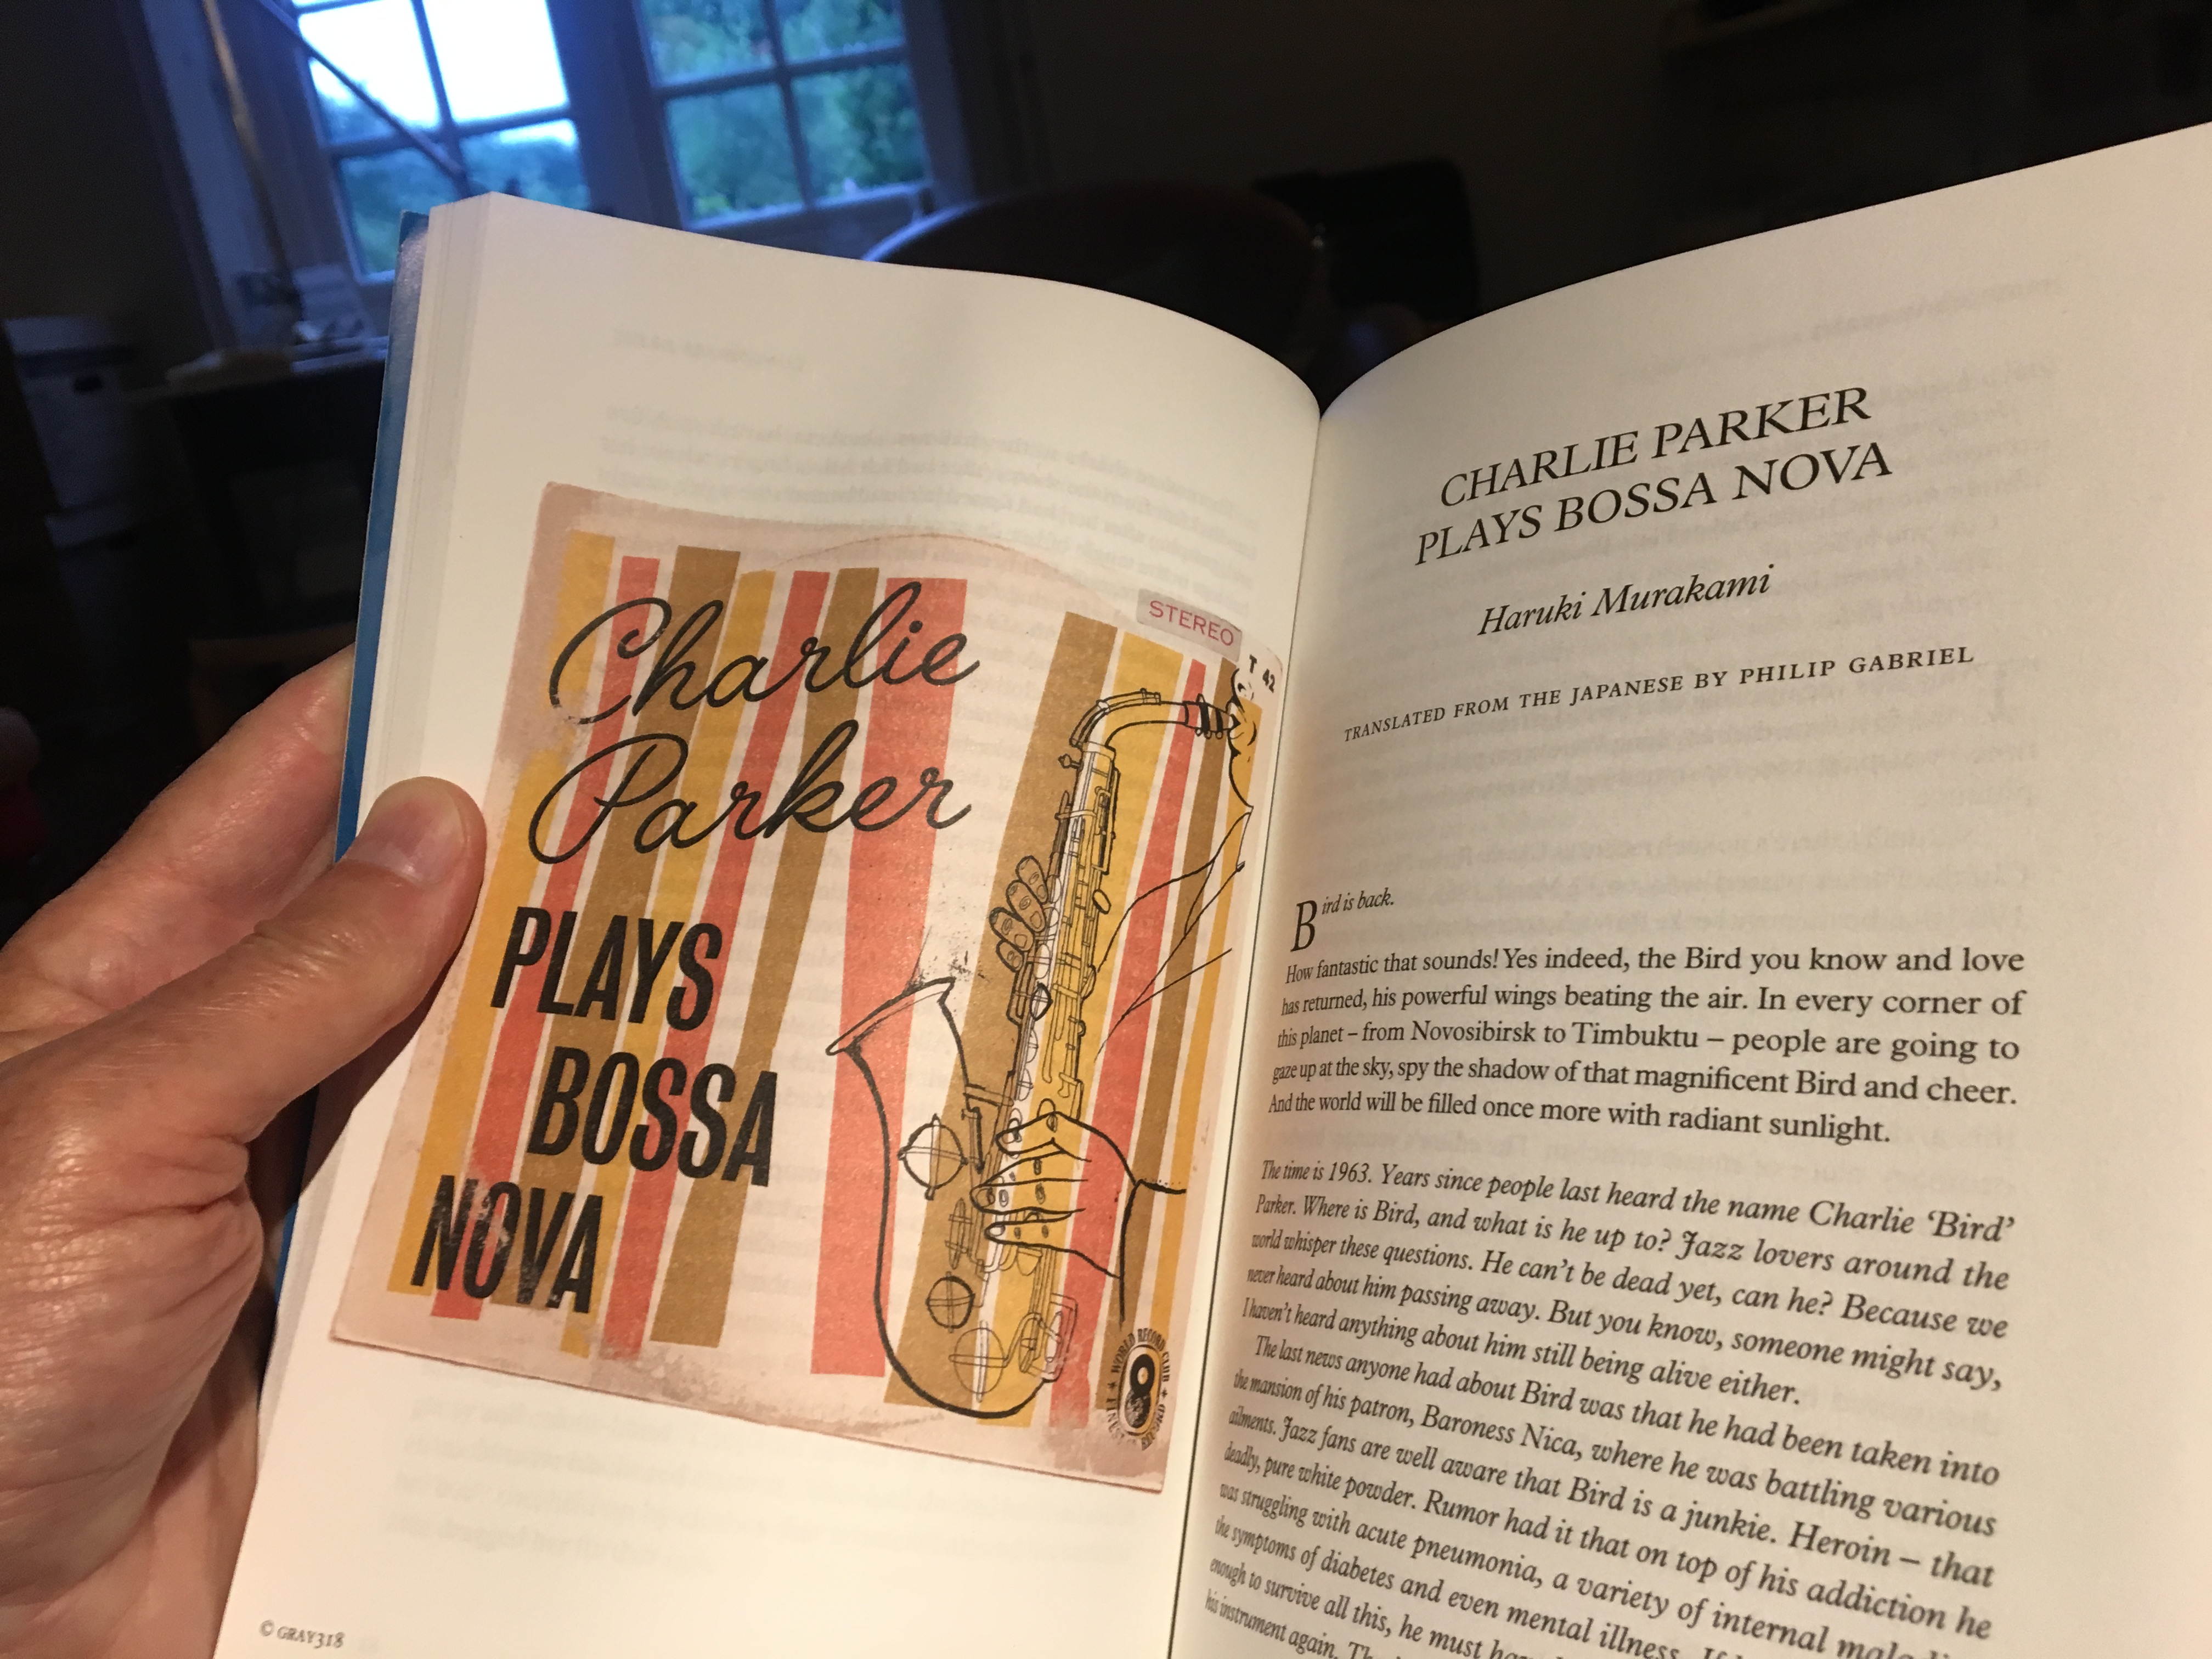 Charlie
Parker
PLAYS
BOSSA
NOVA
STEREO
T 42
WORLD RECORD CLUB
© GRAY318
CHARLIE PARKER
PLAYS BOSSA NOVA
Haruki Murakami
TRANSLATED FROM THE JAPANESE BY PHILIP GABRIEL
Bird is back.
How fantastic that sounds! Yes indeed, the Bird you know and love
has returned, his powerful wings beating the air. In every corner of
this planet – from Novosibirsk to Timbuktu – people are going to
gaze up at the sky, spy the shadow of that magnificent Bird and cheer.
And the world will be filled once more with radiant sunlight.
The time is 1963. Years since people last heard the name Charlie ‘Bird’
Parker. Where is Bird, and what is he up to? Jazz lovers around the
world whisper these questions. He can’t be dead yet, can he? Because we
never heard about him passing away. But you know, someone might say,
I haven’t heard anything about him still being alive either.
The last news anyone had about Bird was that he had been taken into
the mansion of his patron, Baroness Nica, where he was battling various
ailments. Jazz fans are well aware that Bird is a junkie. Heroin – that
deadly, pure white powder. Rumor had it that on top of his addiction he
was struggling with acute pneumonia, a variety of internal
the symptoms of diabetes and even mental illness.
enough to survive all this, he must
his instrument again.